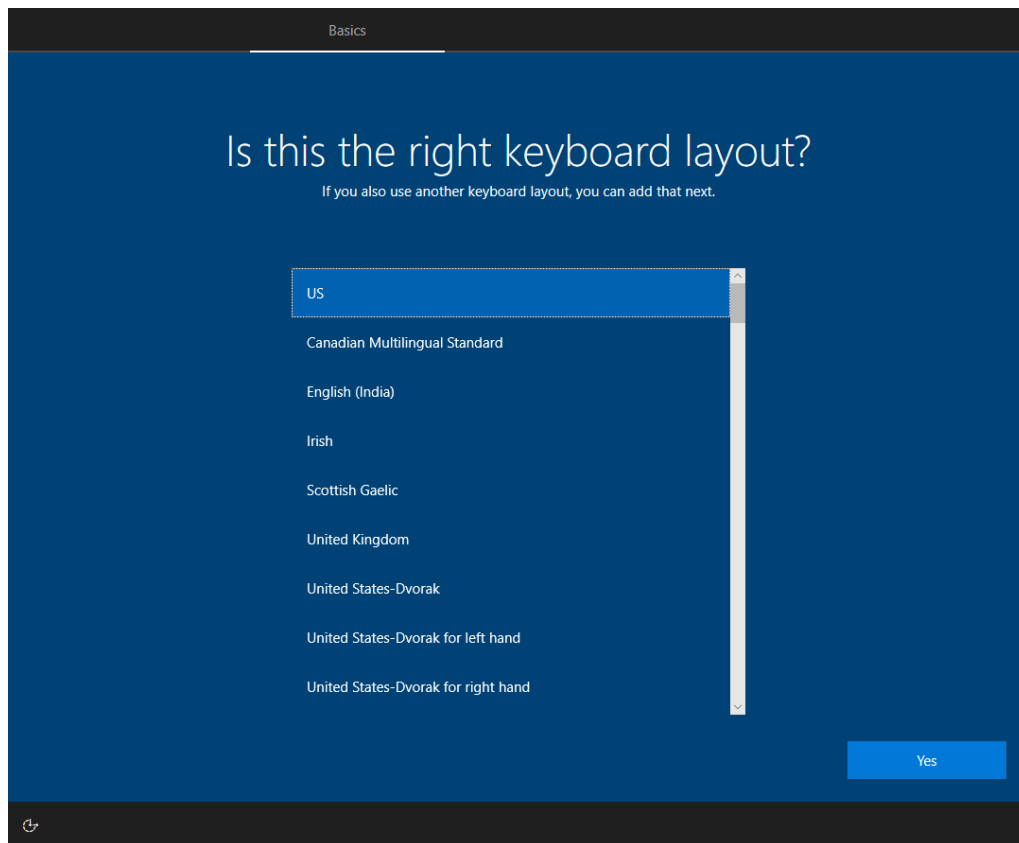 Basics
Is this the right keyboard layout?
If you also use another keyboard layout, you can add that next.
US
Canadian Multilingual Standard
English (India)
Irish
Scottish Gaelic
United Kingdom
United States-Dvorak
United States-Dvorak for left hand
United States-Dvorak for right hand
Yes